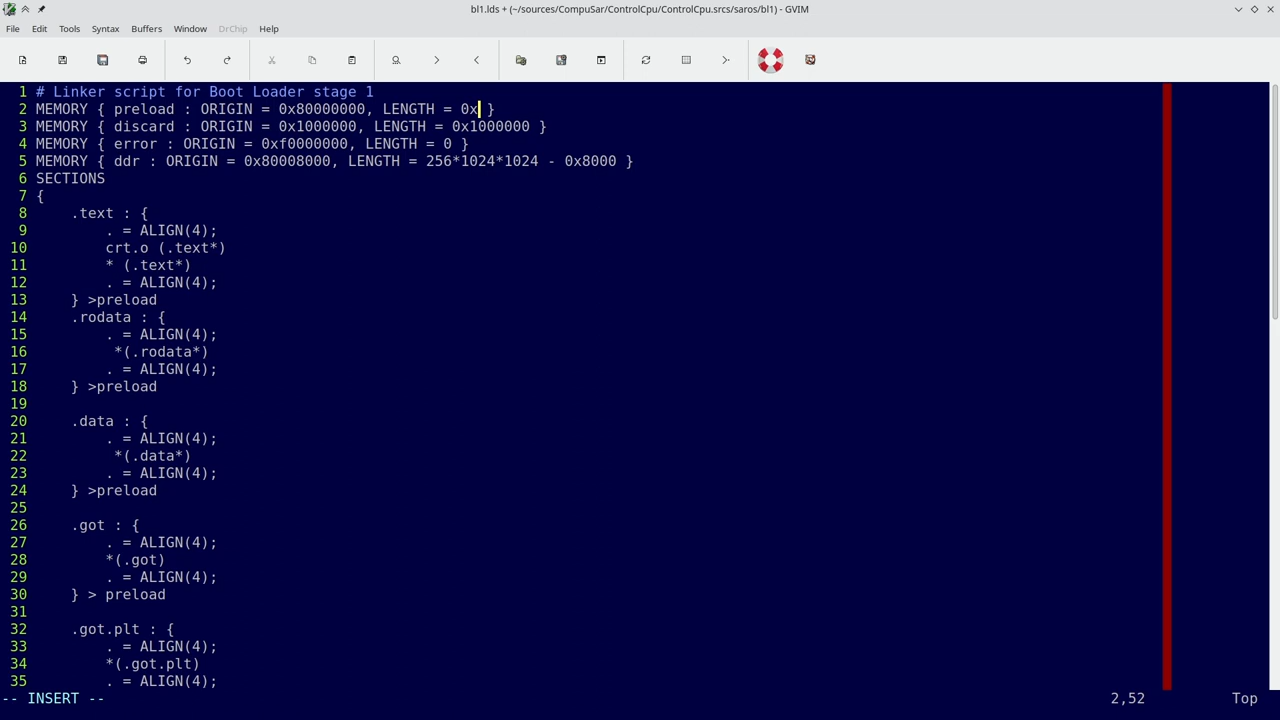 bl1.lds + (~/sources/CompuSar/ControlCpu/ControlCpu.srcs/saros/bl1) - GVIM
File Edit Tools Syntax Buffers Window DrChip Help
1 # Linker script for Boot Loader stage 1
2 MEMORY { preload : ORIGIN = 0x80000000, LENGTH = 0x }
3 MEMORY { discard : ORIGIN = 0x1000000, LENGTH = 0x1000000 }
4 MEMORY { error : ORIGIN = 0xf0000000, LENGTH = 0 }
5 MEMORY { ddr : ORIGIN = 0x80008000, LENGTH = 256*1024*1024 - 0x8000 }
6 SECTIONS
7 {
8     .text : {
9         . = ALIGN(4);
10         crt.o (.text*)
11         * (.text*)
12         . = ALIGN(4);
13     } >preload
14     .rodata : {
15         . = ALIGN(4);
16          *(.rodata*)
17         . = ALIGN(4);
18     } >preload
19
20     .data : {
21         . = ALIGN(4);
22          *(.data*)
23         . = ALIGN(4);
24     } >preload
25
26     .got : {
27         . = ALIGN(4);
28         *(.got)
29         . = ALIGN(4);
30     } > preload
31
32     .got.plt : {
33         . = ALIGN(4);
34         *(.got.plt)
35         . = ALIGN(4);
-- INSERT -- 2,52 Top